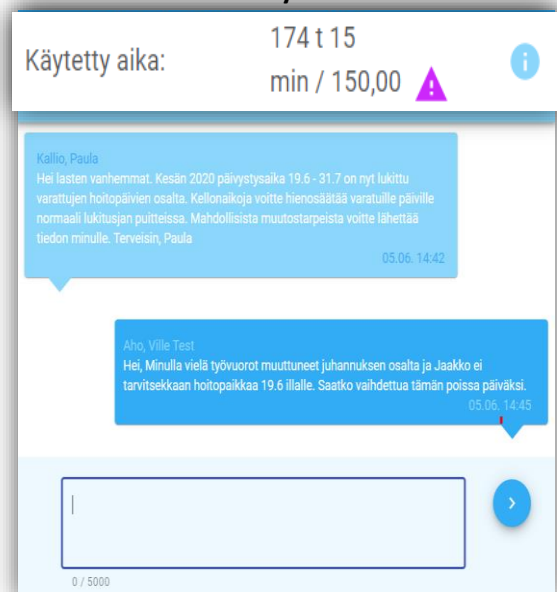 Käytetty aika:
174 t 15
min / 150,00
Kallio, Paula
Hei lasten vanhemmat. Kesän 2020 päivystysaika 19.6 - 31.7 on nyt lukittu
varattujen hoitopäivien osalta. Kellonaikoja voitte hienosäätää varatuille päiville
normaali lukitusjan puitteissa. Mahdollisista muutostarpeista voitte lähettää
tiedon minulle. Terveisin, Paula
05.06. 14:42
Aho, Ville Test
Hei, Minulla vielä työvuorot muuttuneet juhannuksen osalta ja Jaakko ei
tarvitsekkaan hoitopaikkaa 19.6 illalle. Saatko vaihdettua tämän poissa päiväksi.
05.06. 14:45
0 / 5000